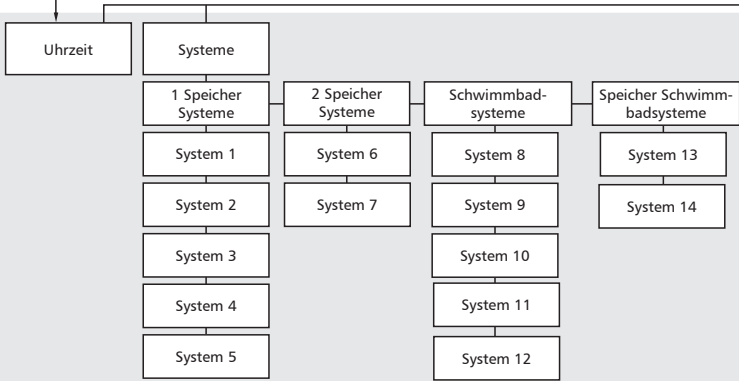 Uhrzeit
Systeme
1 Speicher
Systeme
2 Speicher
Systeme
Schwimmbad-
systeme
Speicher Schwimm-
badsysteme
System 1
System 6
System 8
System 13
System 2
System 7
System 9
System 14
System 3
System 10
System 4
System 11
System 5
System 12